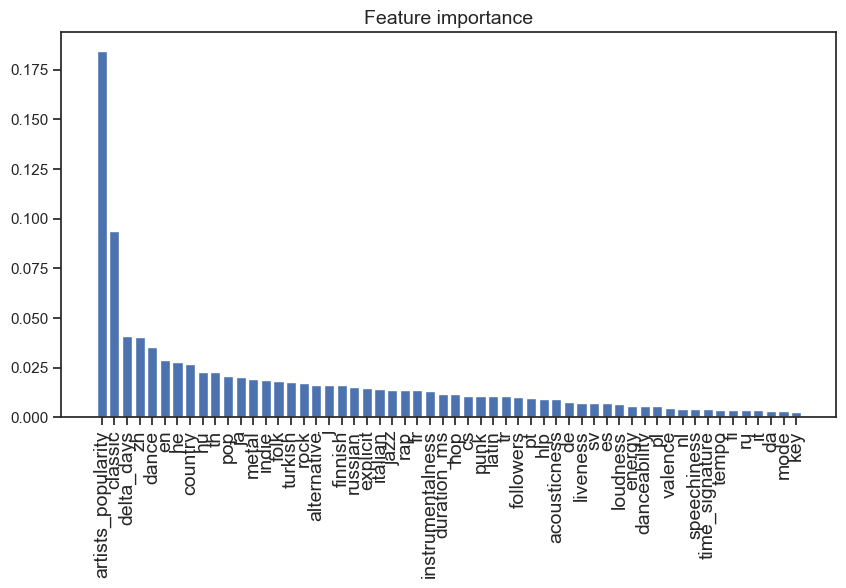 Feature importance
0.175
0.150
0.125
0.100
0.075
0.050
0.025
0.000
artists_popularity
classic
delta_days
zh
dance
en
he
country
hu
th
pop
ja
metal
indie
folk
turkish
rock
alternative
j
finnish
russian
explicit
italian
jazz
rap
fr
instrumentalness
duration_ms
hop
cs
punk
latin
tr
followers
pt
hip
acousticness
de
liveness
sv
es
loudness
energy
danceability
pl
valence
nl
speechiness
time_signature
tempo
fi
ru
it
da
mode
key